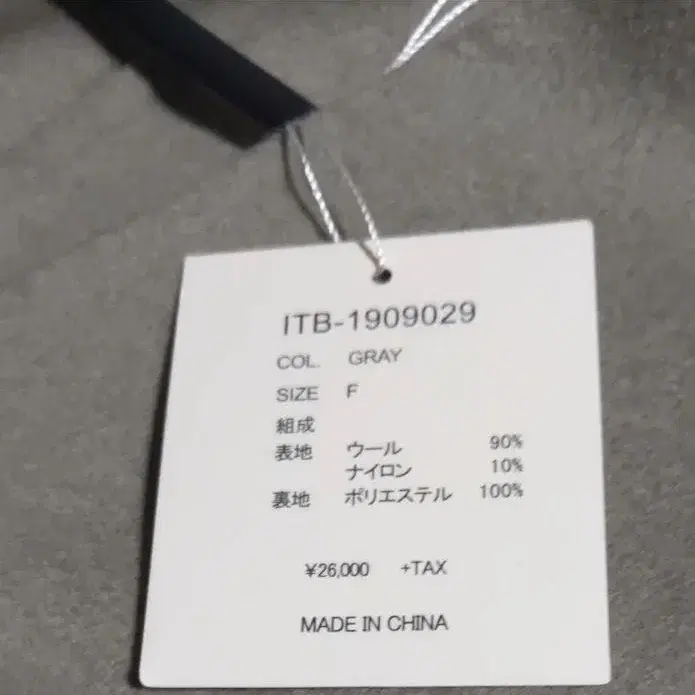 ITB-1909029
COL. GRAY
SIZE F
組成
表地 ウール 90%
ナイロン 10%
裏地 ポリエステル 100%
¥26,000 +TAX
MADE IN CHINA